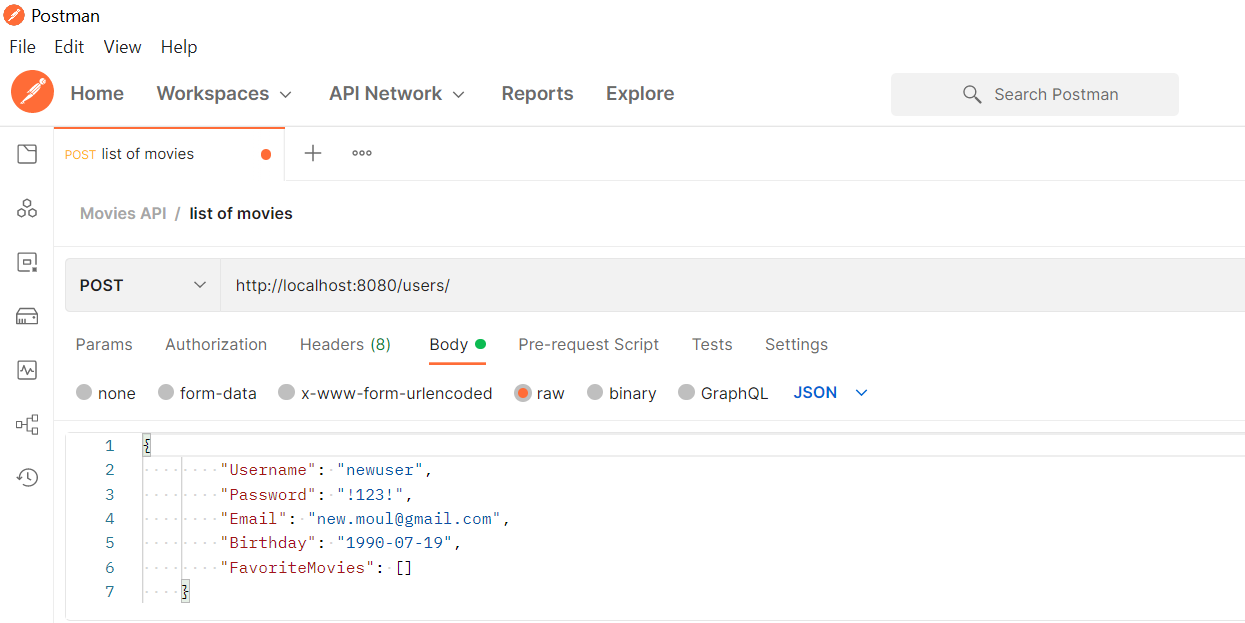 Postman
File Edit View Help
Home Workspaces API Network Reports Explore Search Postman
POST list of movies
Movies API / list of movies
POST http://localhost:8080/users/
Params Authorization Headers (8) Body Pre-request Script Tests Settings
none form-data x-www-form-urlencoded raw binary GraphQL JSON
1 {
2 "Username": "newuser",
3 "Password": "!123!",
4 "Email": "new.moul@gmail.com",
5 "Birthday": "1990-07-19",
6 "FavoriteMovies": []
7 }